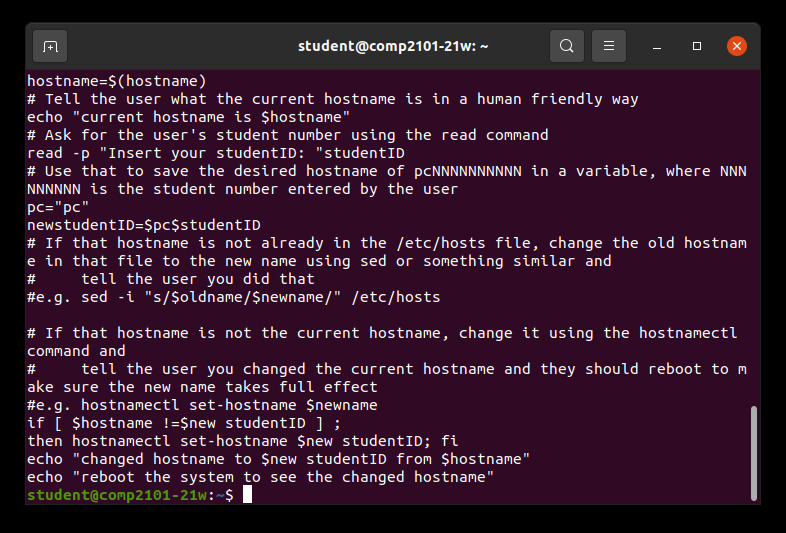 student@comp2101-21w: ~
hostname=$(hostname)
# Tell the user what the current hostname is in a human friendly way
echo "current hostname is $hostname"
# Ask for the user's student number using the read command
read -p "Insert your studentID: "studentID
# Use that to save the desired hostname of pcNNNNNNNNNN in a variable, where NNN
NNNNNN is the student number entered by the user
pc="pc"
newstudentID=$pc$studentID
# If that hostname is not already in the /etc/hosts file, change the old hostnam
e in that file to the new name using sed or something similar and
#     tell the user you did that
#e.g. sed -i "s/$oldname/$newname/" /etc/hosts

# If that hostname is not the current hostname, change it using the hostnamectl
command and
#     tell the user you changed the current hostname and they should reboot to m
ake sure the new name takes full effect
#e.g. hostnamectl set-hostname $newname
if [ $hostname !=$new studentID ] ;
then hostnamectl set-hostname $new studentID; fi
echo "changed hostname to $new studentID from $hostname"
echo "reboot the system to see the changed hostname"
student@comp2101-21w:~$